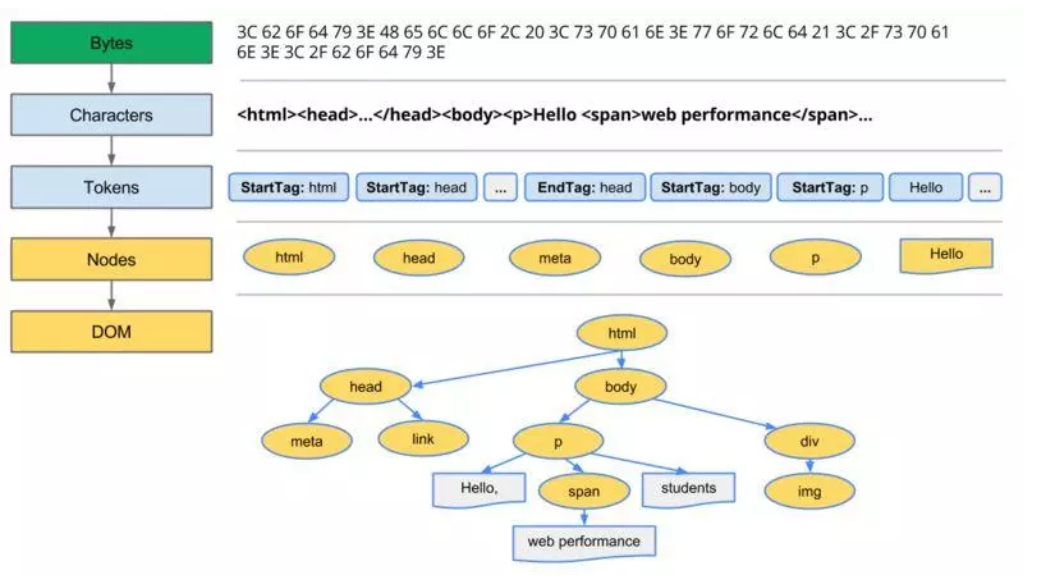 Bytes
3C 62 6F 64 79 3E 48 65 6C 6C 6F 2C 20 3C 73 70 61 6E 3E 77 6F 72 6C 64 21 3C 2F 73 70 61
6E 3E 3C 2F 62 6F 64 79 3E
Characters
<html><head>...</head><body><p>Hello <span>web performance</span>...
Tokens
StartTag: html
StartTag: head
...
EndTag: head
StartTag: body
StartTag: p
Hello
...
Nodes
html
head
meta
body
p
Hello
DOM
html
head
body
meta
link
p
div
Hello,
span
students
img
web performance